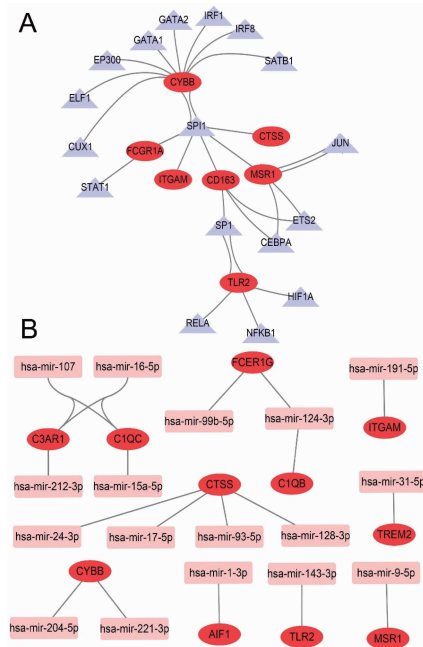 A
GATA2
IRF1
GATA1
IRF8
EP300
SATB1
CYBB
ELF1
SPI1
CTSS
JUN
CUX1
FCGR1A
MSR1
STAT1
ITGAM
CD163
ETS2
SP1
CEBPA
TLR2
HIF1A
RELA
NFKB1
B
hsa-mir-107
hsa-mir-16-5p
FCER1G
hsa-mir-191-5p
hsa-mir-99b-5p
hsa-mir-124-3p
C3AR1
C1QC
ITGAM
hsa-mir-212-3p
hsa-mir-15a-5p
CTSS
C1QB
hsa-mir-31-5p
hsa-mir-24-3p
hsa-mir-17-5p
hsa-mir-93-5p
hsa-mir-128-3p
TREM2
CYBB
hsa-mir-1-3p
hsa-mir-143-3p
hsa-mir-9-5p
hsa-mir-204-5p
hsa-mir-221-3p
AIF1
TLR2
MSR1